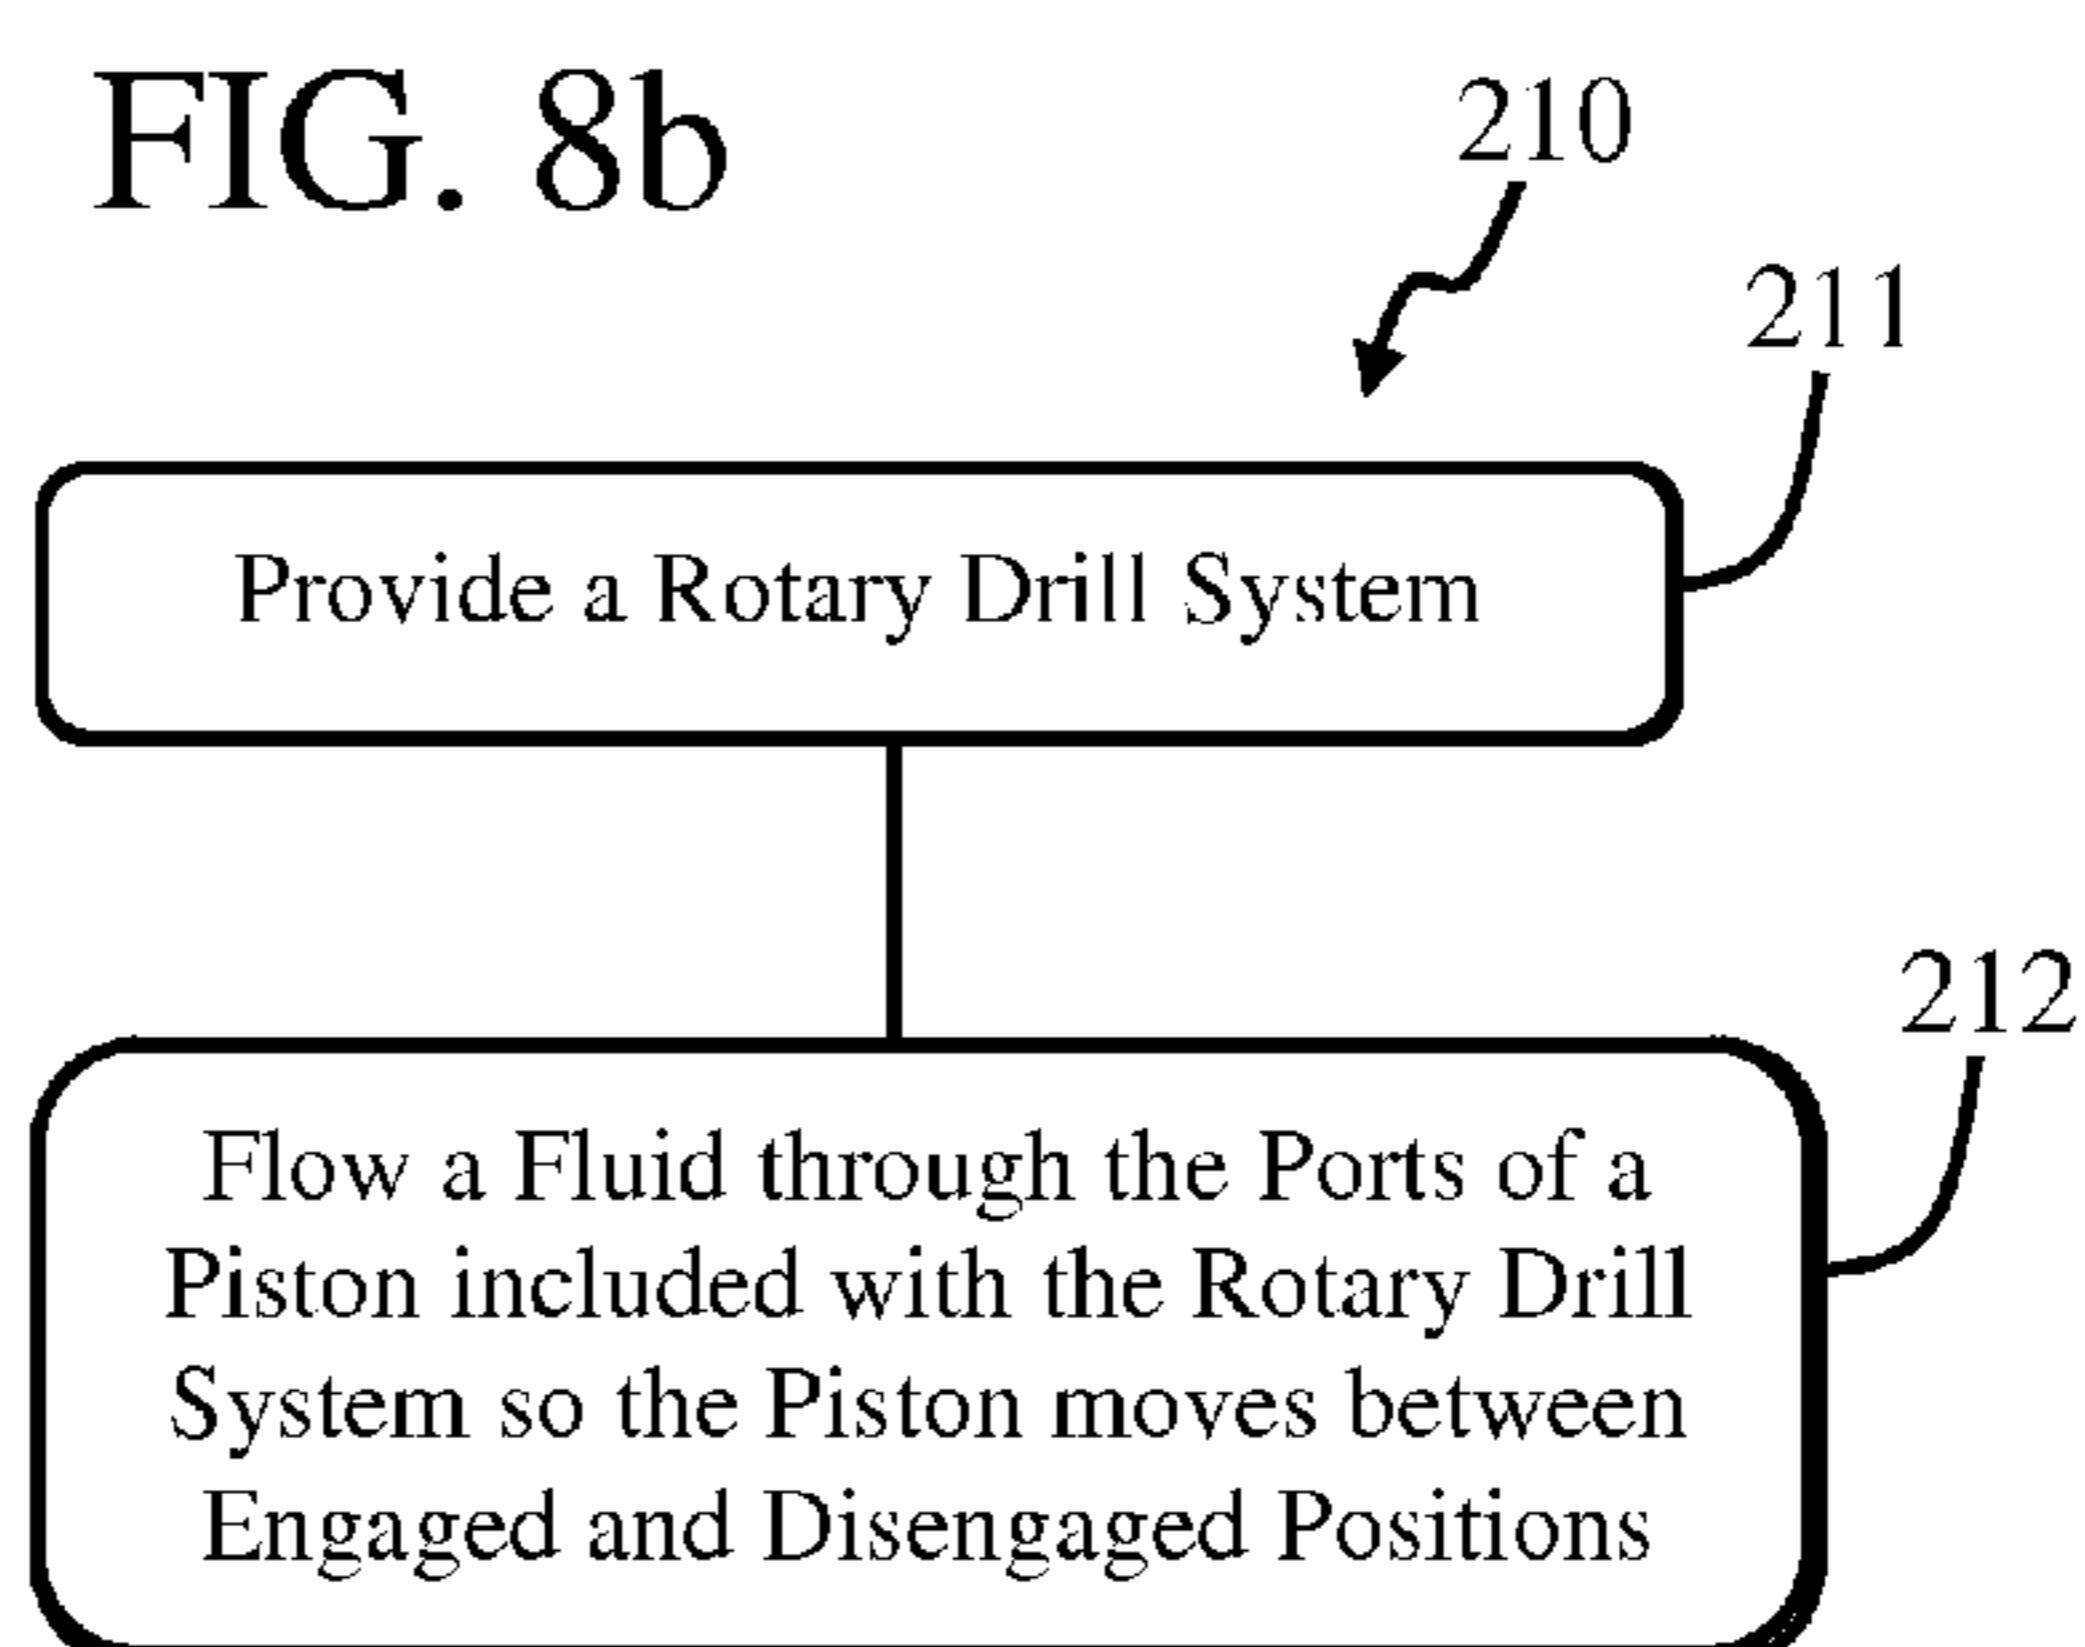 FIG. 8b
210
211
Provide a Rotary Drill System
212
Flow a Fluid through the Ports of a
Piston included with the Rotary Drill
System so the Piston moves between
Engaged and Disengaged Positions